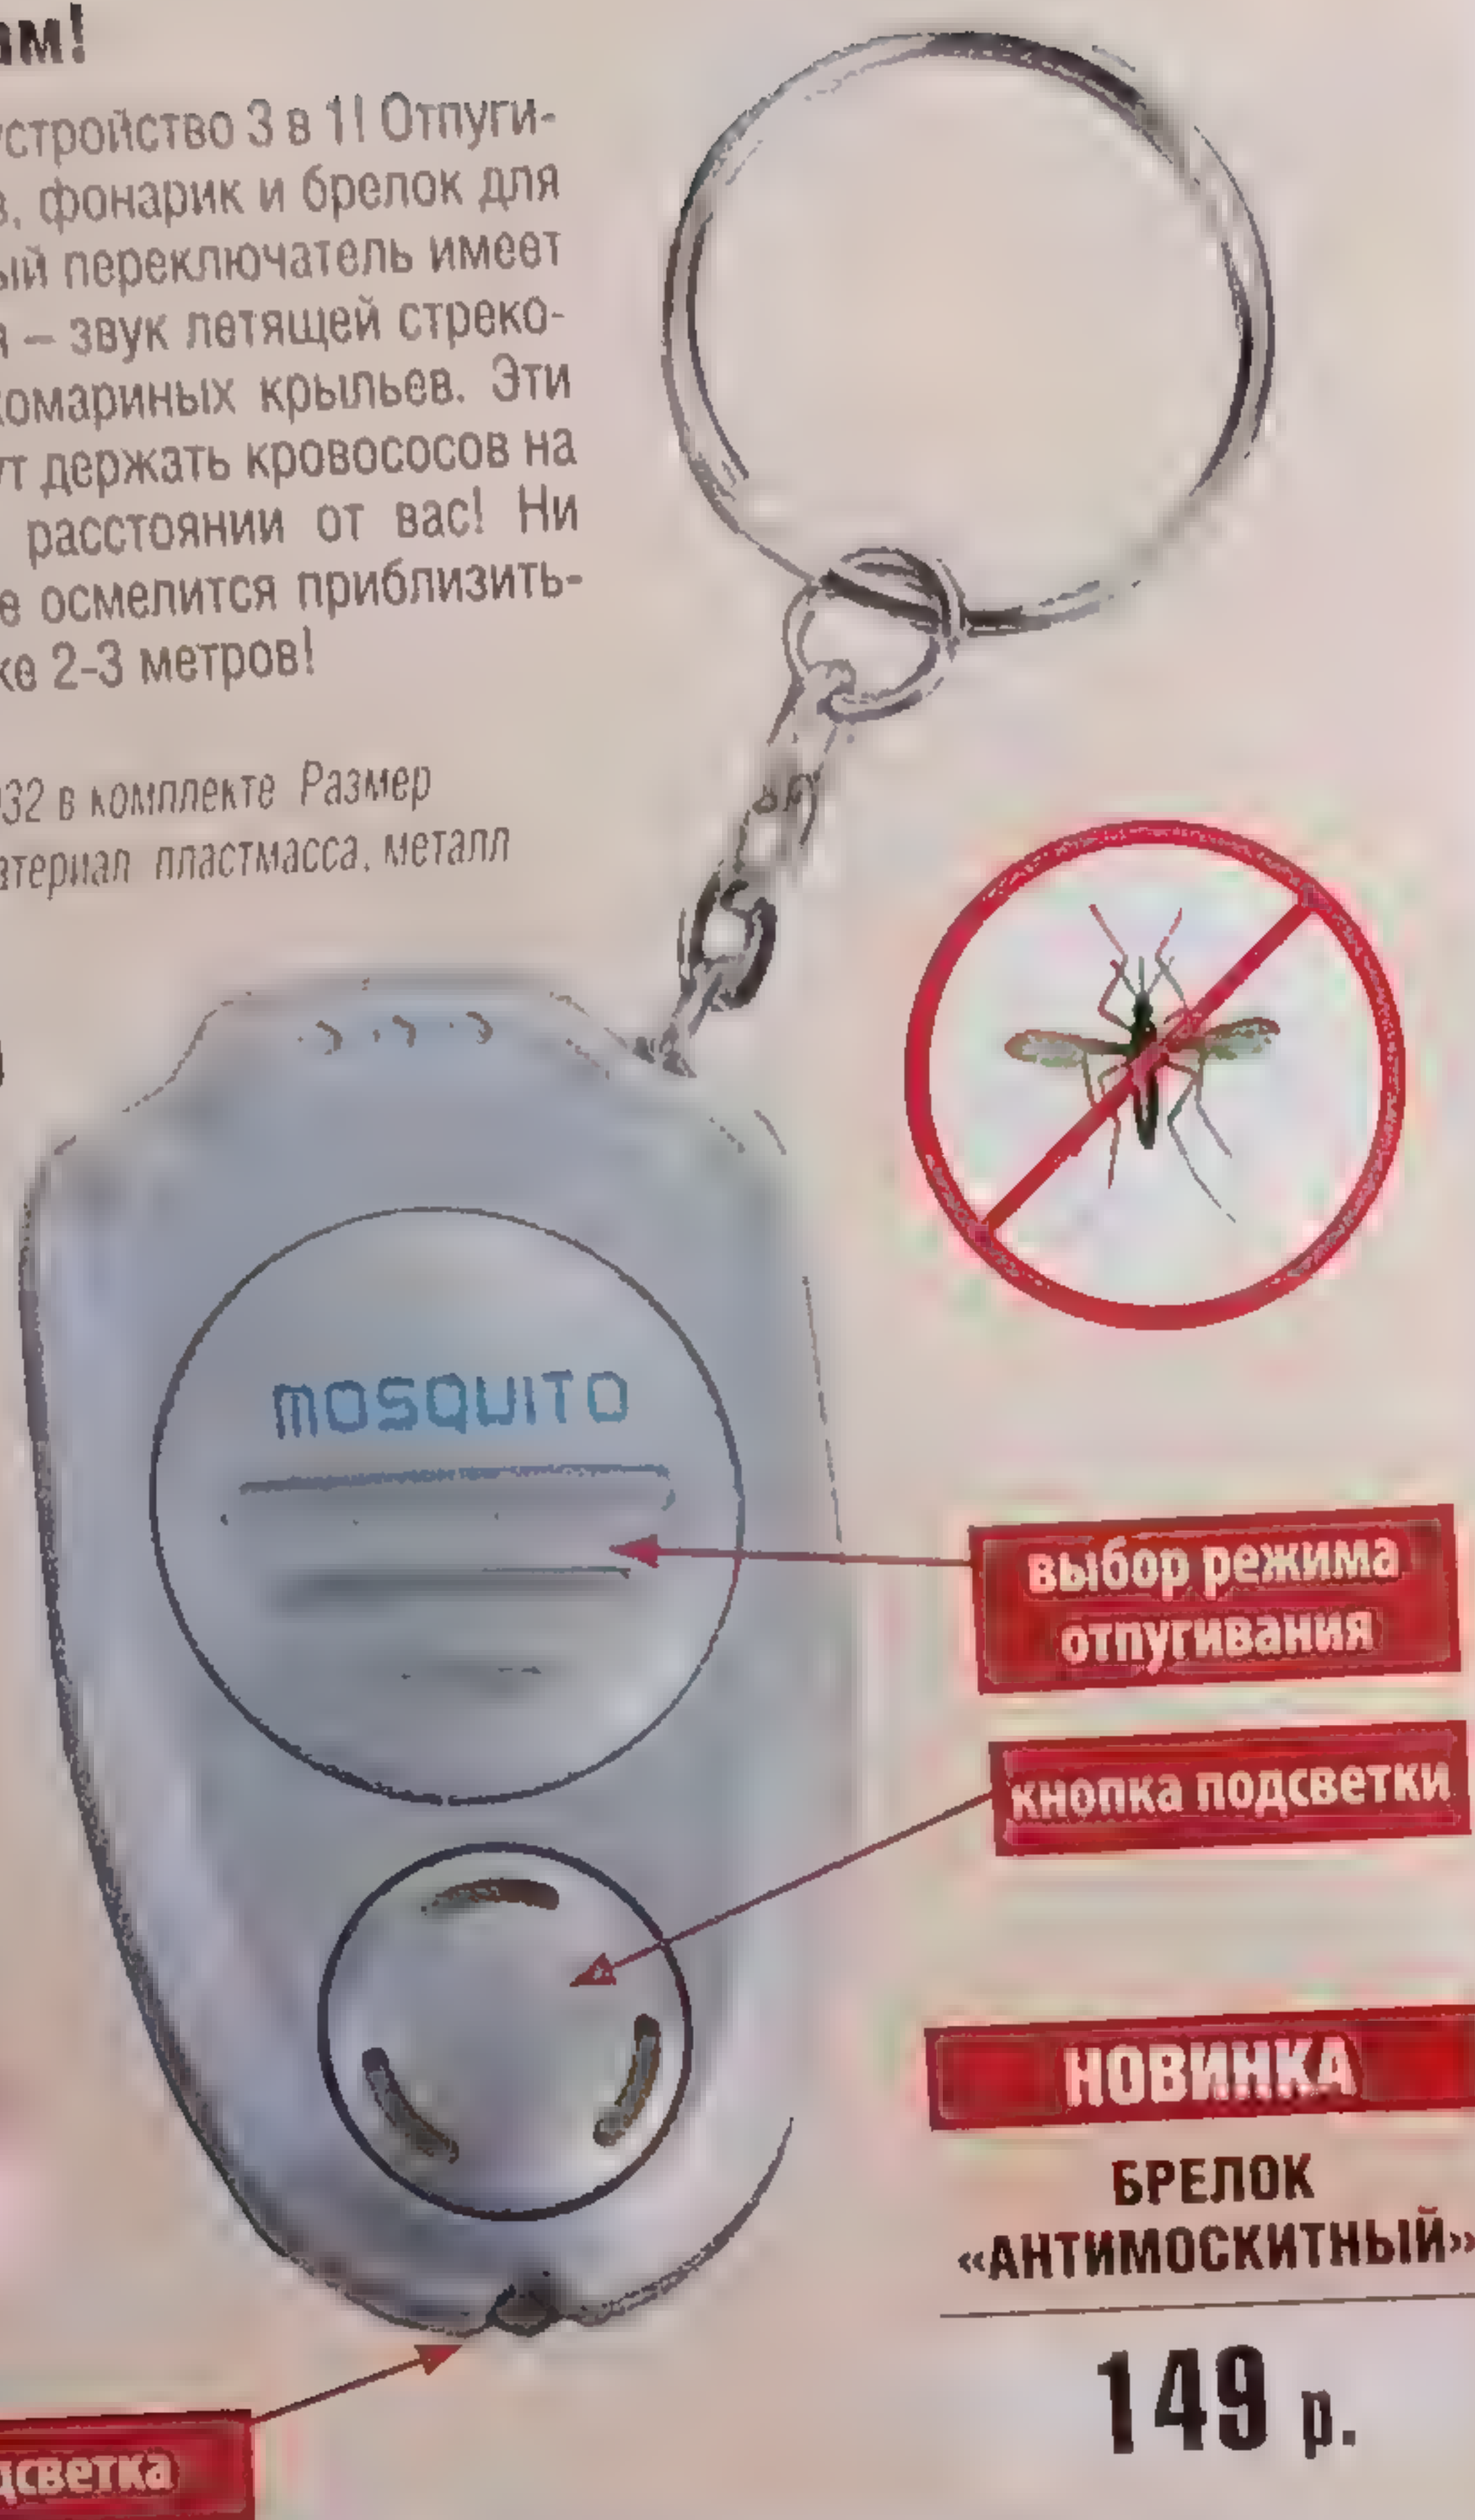 ам!
устройство 3 в 1! Отпуги-
в, фонарик и брелок для
ый переключатель имеет
я – звук летящей стреко-
комариных крыльев. Эти
ут держать кровососов на
расстоянии от вас! Ни
е осмелится приблизить-
же 2-3 метров!
032 в комплекте Размер
атериал пластмасса, металл
MOSQUITO
выбор режима
отпугивания
кнопка подсветки
НОВИНКА
БРЕЛОК
«АНТИМОСКИТНЫЙ»
149 р.
дсветка